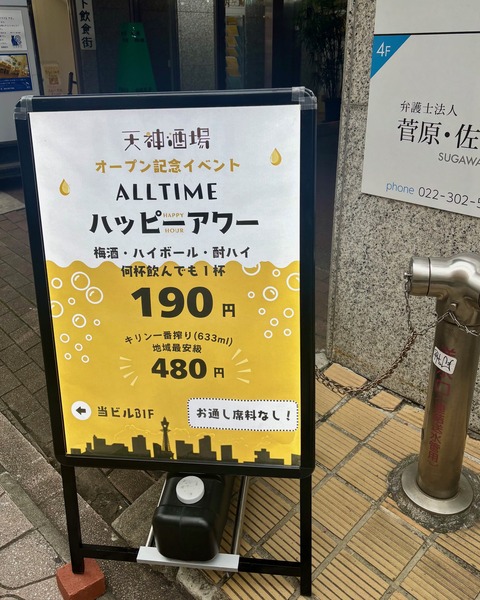 ト飲食街
天神酒場
オープン記念イベント
ALLTIME
ハッピーアワー
HAPPY
HOUR
梅酒・ハイボール・酎ハイ
何杯飲んでも1杯
190円
キリン一番搾り(633ml)
地域最安級
480円
当ビルB1F
お通し席料なし!
4F
弁護士法人
菅原・佐
SUGAWA
phone 022-302-5